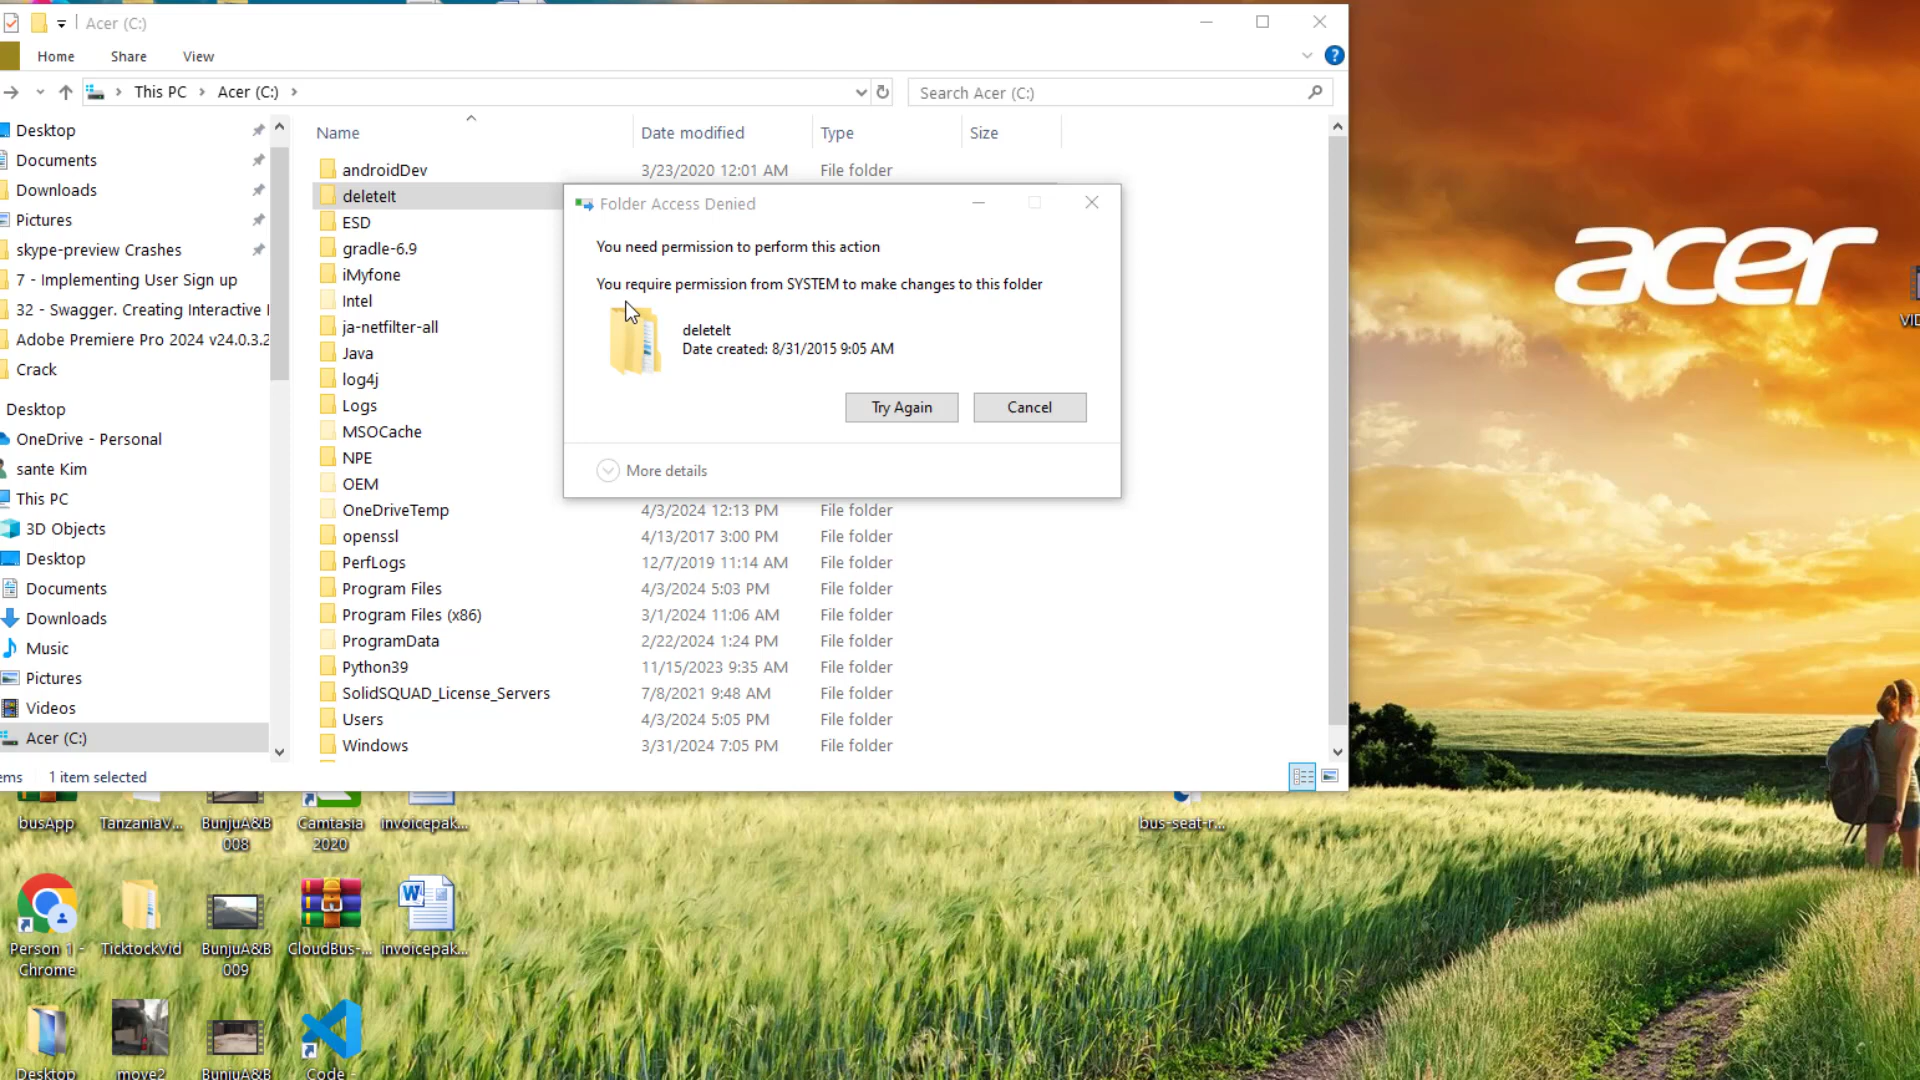 Acer (C:)
Home Share View
This PC Acer (C:)
Search Acer (C:)
Name Date modified Type Size
Desktop
Documents
Downloads
Pictures
skype-preview Crashes
7 - Implementing User Sign up
32 - Swagger. Creating Interactive
Adobe Premiere Pro 2024 v24.0.3.2
Crack
Desktop
OneDrive - Personal
sante Kim
This PC
3D Objects
Desktop
Documents
Downloads
Music
Pictures
Videos
Acer (C:)
androidDev 3/23/2020 12:01 AM File folder
deleteIt
ESD
gradle-6.9
iMyfone
Intel
ja-netfilter-all
Java
log4j
Logs
MSOCache
NPE
OEM
OneDriveTemp 4/3/2024 12:13 PM File folder
openssl 4/13/2017 3:00 PM File folder
PerfLogs 12/7/2019 11:14 AM File folder
Program Files 4/3/2024 5:03 PM File folder
Program Files (x86) 3/1/2024 11:06 AM File folder
ProgramData 2/22/2024 1:24 PM File folder
Python39 11/15/2023 9:35 AM File folder
SolidSQUAD_License_Servers 7/8/2021 9:48 AM File folder
Users 4/3/2024 5:05 PM File folder
Windows 3/31/2024 7:05 PM File folder
Folder Access Denied
You need permission to perform this action
You require permission from SYSTEM to make changes to this folder
deleteIt
Date created: 8/31/2015 9:05 AM
Try Again Cancel
More details
ems 1 item selected
acer
VID
busApp TanzaniaV... BunjuA&B 008 Camtasia 2020 invoicepak... bus-seat-r...
Person 1 - Chrome TicktockVid BunjuA&B 009 CloudBus-... invoicepak...
Desktop move2 BunjuA&B Code -